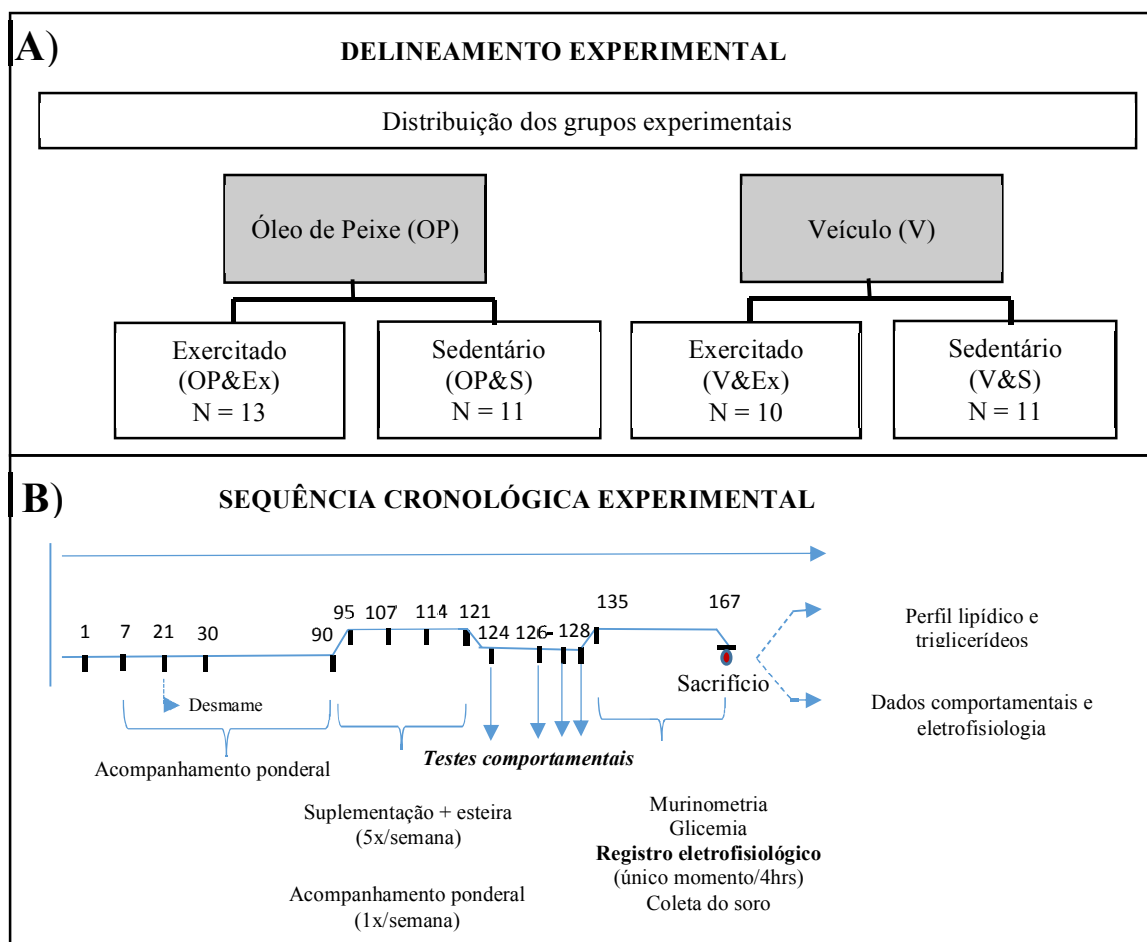 A)
DELINEAMENTO EXPERIMENTAL
Distribuição dos grupos experimentais
Óleo de Peixe (OP)
Veículo (V)
Exercitado
(OP&Ex)
N = 13
Sedentário
(OP&S)
N = 11
Exercitado
(V&Ex)
N = 10
Sedentário
(V&S)
N = 11
B)
SEQUÊNCIA CRONOLÓGICA EXPERIMENTAL
1 7 21 30 90 95 107 114 121 124 126- 128 135 167
Desmame
Sacrifício
Acompanhamento ponderal
Testes comportamentais
Suplementação + esteira
(5x/semana)
Acompanhamento ponderal
(1x/semana)
Murinometria
Glicemia
Registro eletrofisiológico
(único momento/4hrs)
Coleta do soro
Perfil lipídico e
triglicerídeos
Dados comportamentais e
eletrofisiologia